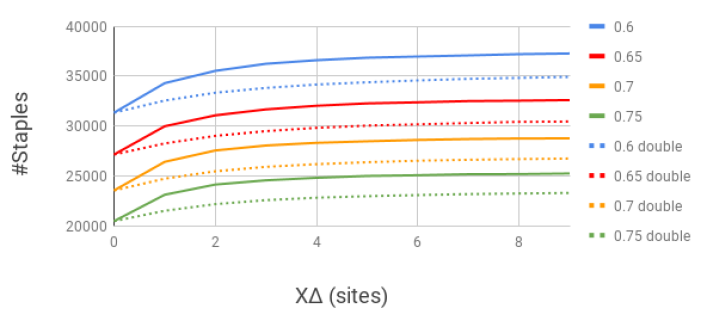 40000
35000
30000
25000
20000
#Staples
0
2
4
6
8
XΔ (sites)
0.6
0.65
0.7
0.75
0.6 double
0.65 double
0.7 double
0.75 double